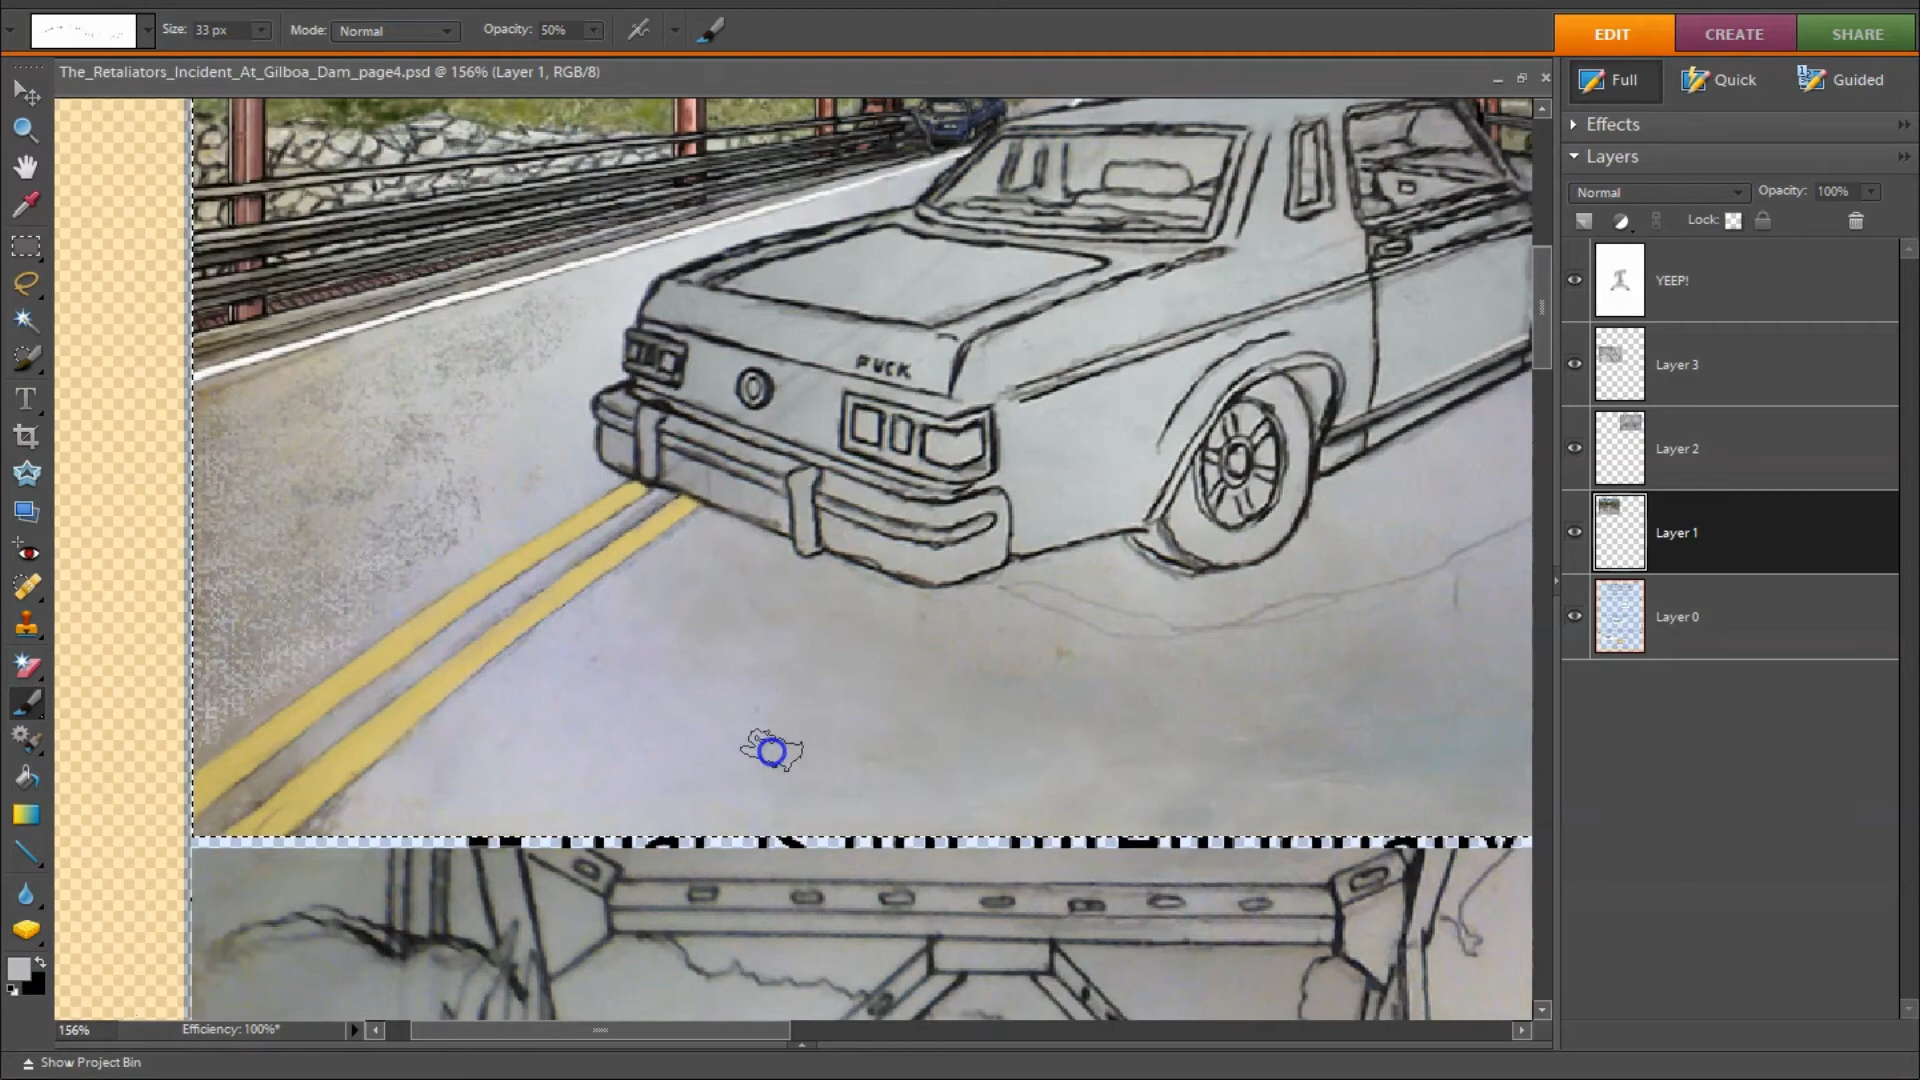 Size: 33 px Mode: Normal Opacity: 50%
EDIT CREATE SHARE
The_Retaliators_Incident_At_Gilboa_Dam_page4.psd @ 156% (Layer 1, RGB/8)
Full Quick Guided
Effects
Layers
Normal Opacity: 100%
Lock:
YEEP!
Layer 3
Layer 2
Layer 1
Layer 0
PUCK
156% Efficiency: 100%*
Show Project Bin